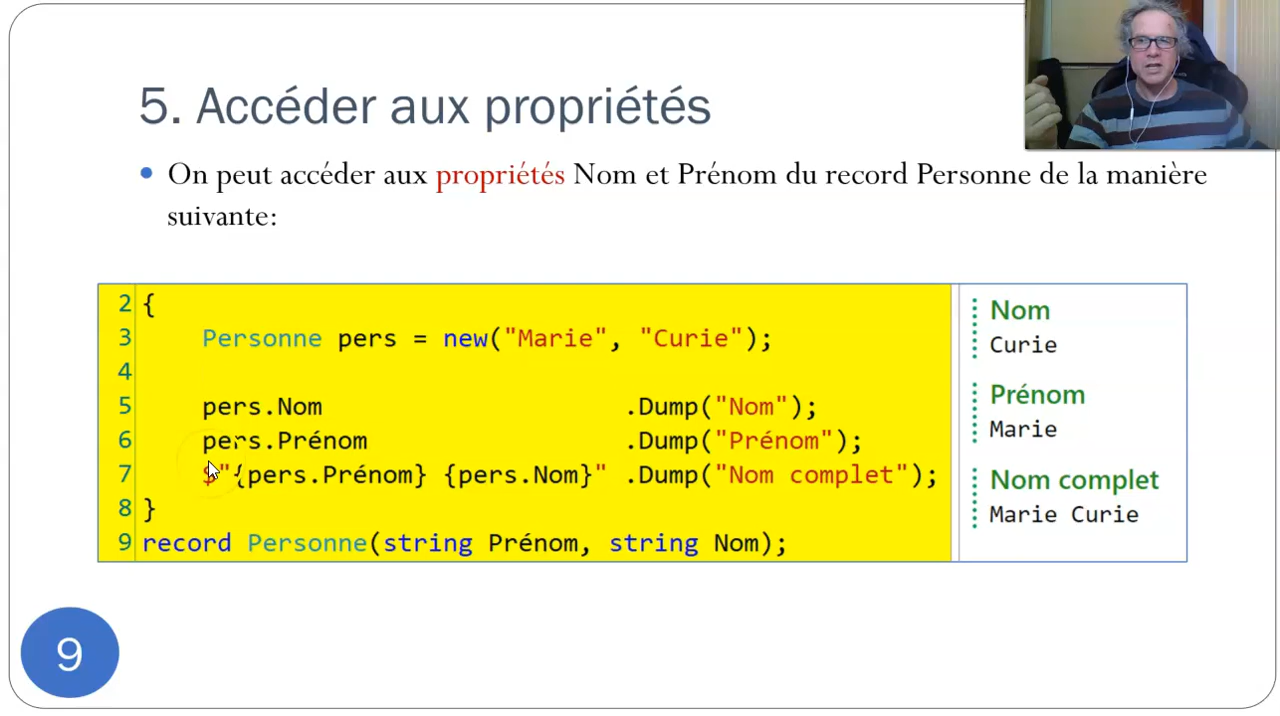 5. Accéder aux propriétés
• On peut accéder aux propriétés Nom et Prénom du record Personne de la manière
suivante:
2 {
3 Personne pers = new("Marie", "Curie");
4
5 pers.Nom .Dump("Nom");
6 pers.Prénom .Dump("Prénom");
7 $"{pers.Prénom} {pers.Nom}" .Dump("Nom complet");
8 }
9 record Personne(string Prénom, string Nom);
Nom
Curie
Prénom
Marie
Nom complet
Marie Curie
9